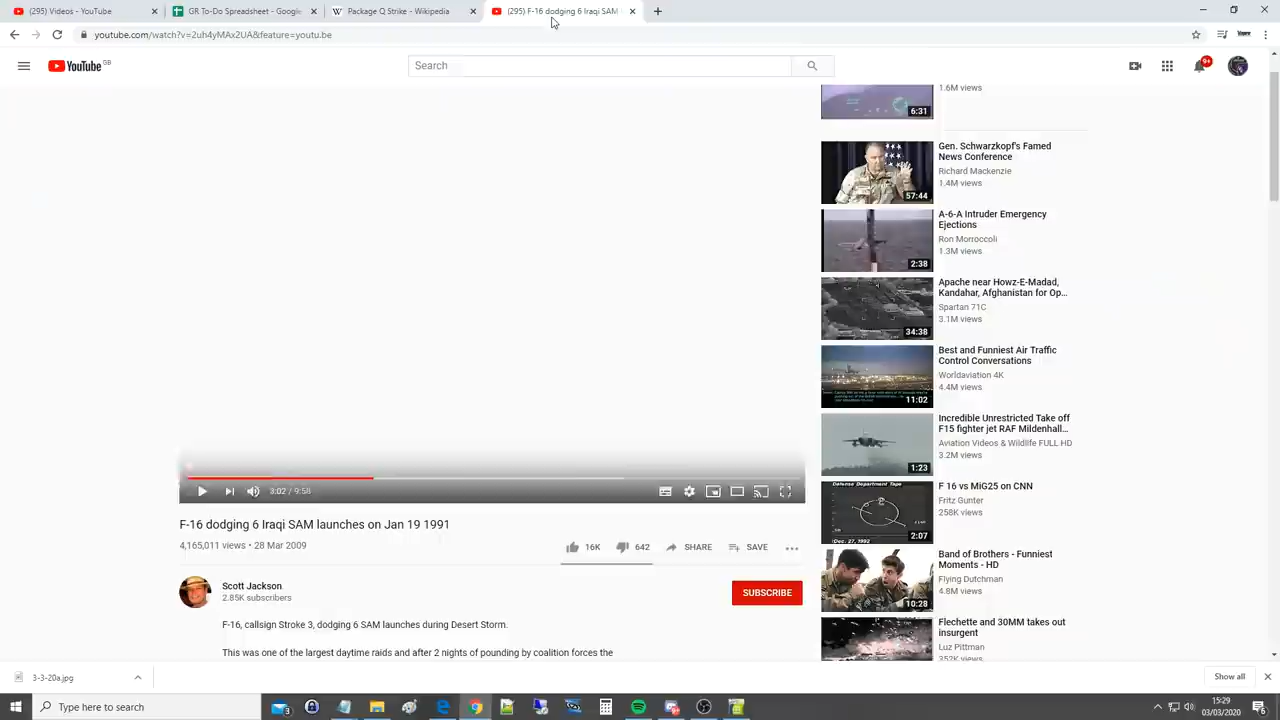 (295) Videos - YouTube
GR To-Do Spreadsheet - Google S
Package Q Strike - Wikipedia
(295) F-16 dodging 6 Iraqi SAM
youtube.com/watch?v=2uh4yMAx2UA&feature=youtu.be
YouTube GB
Search
9+
1.6M views
6:31
Gen. Schwarzkopf's Famed
News Conference
Richard Mackenzie
1.4M views
57:44
A-6-A Intruder Emergency
Ejections
Ron Morroccoli
1.3M views
2:38
Apache near Howz-E-Madad,
Kandahar, Afghanistan for Op...
Spartan 71C
3.1M views
34:38
Best and Funniest Air Traffic
Control Conversations
Worldaviation 4K
4.4M views
11:02
Incredible Unrestricted Take off
F15 fighter jet RAF Mildenhall...
Aviation Videos & Wildlife FULL HD
3.2M views
1:23
Defense Department Tape
Dec. 27, 1992
F 16 vs MiG25 on CNN
Fritz Gunter
258K views
2:07
Band of Brothers - Funniest
Moments - HD
Flying Dutchman
4.8M views
10:28
Flechette and 30MM takes out
insurgent
Luz Pittman
352K views
3:02 / 9:58
F-16 dodging 6 Iraqi SAM launches on Jan 19 1991
4,165,011 views • 28 Mar 2009
16K
642
SHARE
SAVE
Scott Jackson
2.85K subscribers
SUBSCRIBE
F-16, callsign Stroke 3, dodging 6 SAM launches during Desert Storm.
This was one of the largest daytime raids and after 2 nights of pounding by coalition forces the
3-3-20a.jpg
Show all
Type here to search
15:29
03/03/2020
6